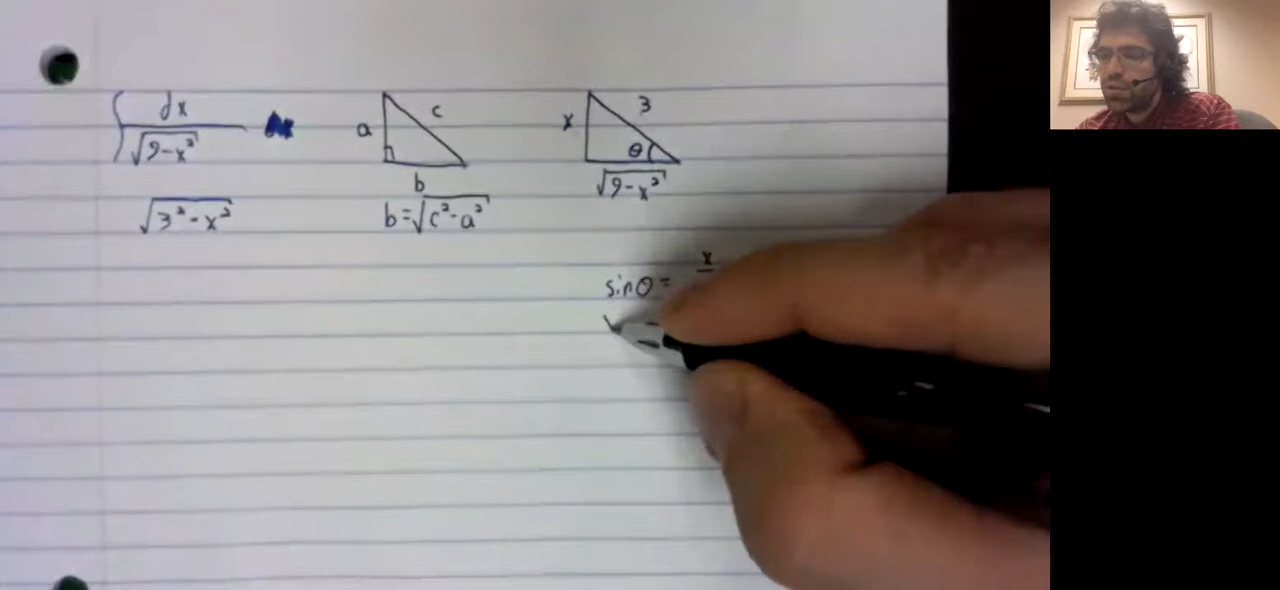 ∫ dx / √(9-x²)
√(3²-x²)
a c
b
b=√(c²-a²)
x 3
θ
√(9-x²)
sinθ = x